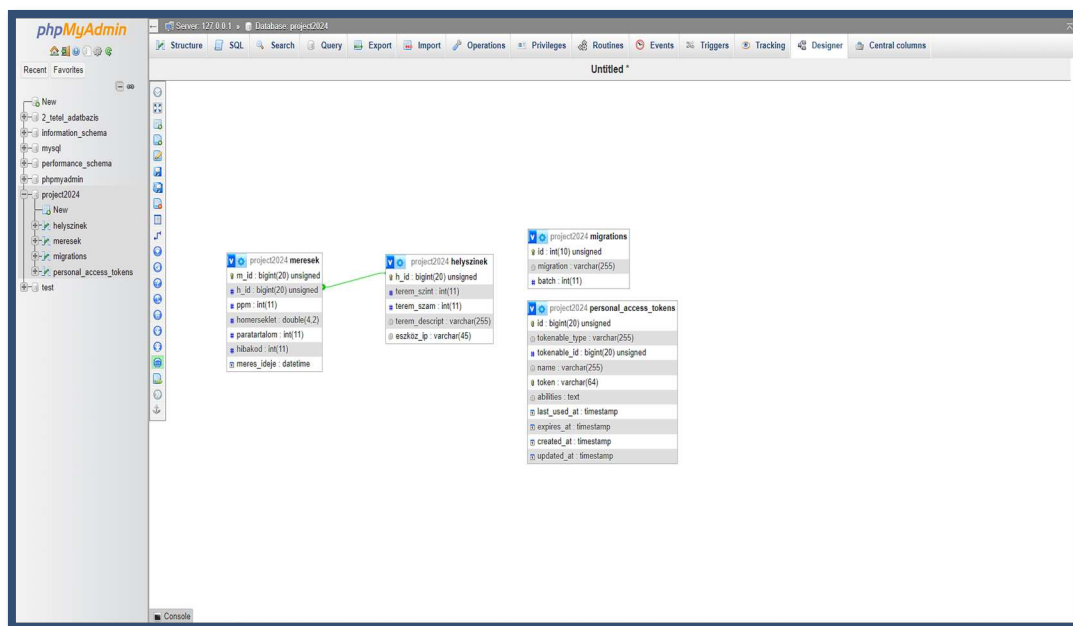 phpMyAdmin
Recent Favorites
New
2_tetel_adatbazis
information_schema
mysql
performance_schema
phpmyadmin
project2024
New
helyszinek
meresek
migrations
personal_access_tokens
test
Server: 127.0.0.1 » Database: project2024
Structure SQL Search Query Export Import Operations Privileges Routines Events Triggers Tracking Designer Central columns
Untitled *
project2024 meresek
m_id : bigint(20) unsigned
h_id : bigint(20) unsigned
ppm : int(11)
homerseklet : double(4,2)
paratartalom : int(11)
hibakod : int(11)
meres_ideje : datetime
project2024 helyszinek
h_id : bigint(20) unsigned
terem_szint : int(11)
terem_szam : int(11)
terem_descript : varchar(255)
eszköz_ip : varchar(45)
project2024 migrations
id : int(10) unsigned
migration : varchar(255)
batch : int(11)
project2024 personal_access_tokens
id : bigint(20) unsigned
tokenable_type : varchar(255)
tokenable_id : bigint(20) unsigned
name : varchar(255)
token : varchar(64)
abilities : text
last_used_at : timestamp
expires_at : timestamp
created_at : timestamp
updated_at : timestamp
Console